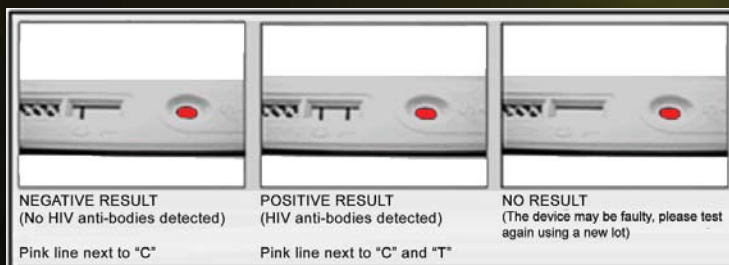 NEGATIVE RESULT
(No HIV anti-bodies detected)
Pink line next to “C”
POSITIVE RESULT
(HIV anti-bodies detected)
Pink line next to “C” and “T”
NO RESULT
(The device may be faulty, please test
again using a new lot)